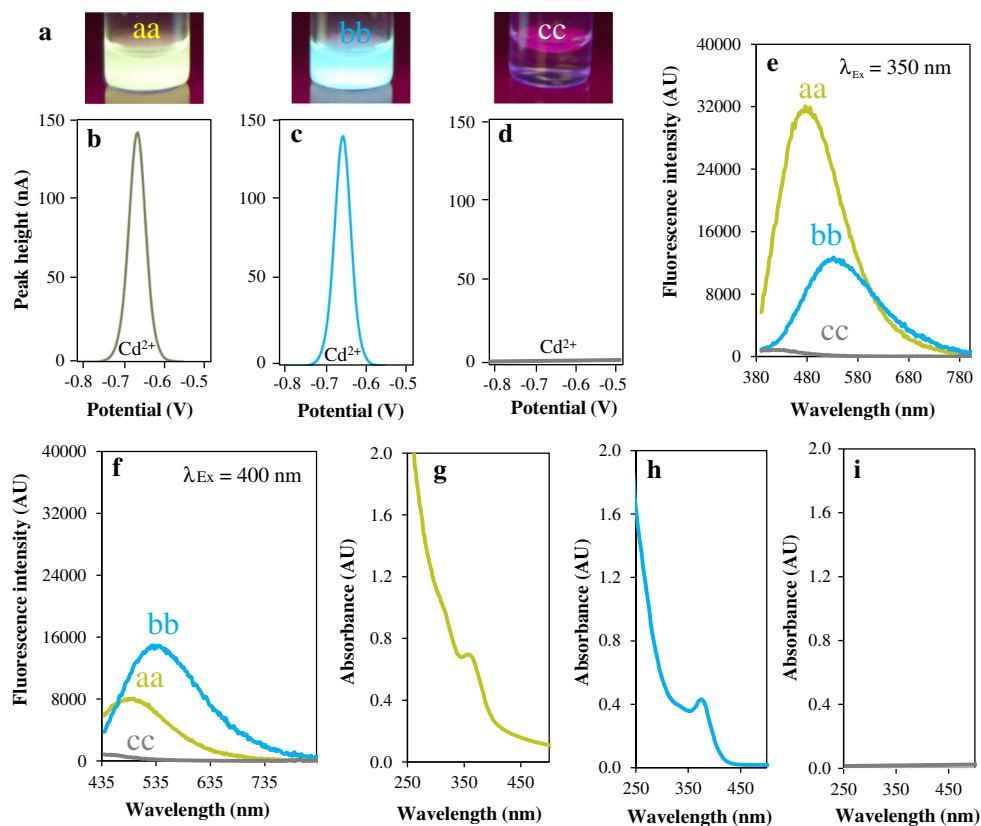 a
aa
bb
cc
b
c
d
e
λEx = 350 nm
Peak height (nA)
150
100
50
0
Cd²⁺
-0.8 -0.7 -0.6 -0.5
Potential (V)
150
100
50
0
Cd²⁺
-0.8 -0.7 -0.6 -0.5
Potential (V)
150
100
50
0
Cd²⁺
-0.8 -0.7 -0.6 -0.5
Potential (V)
Fluorescence intensity (AU)
40000
32000
24000
16000
8000
0
aa
bb
cc
380 480 580 680 780
Wavelength (nm)
f
λEx = 400 nm
Fluorescence intensity (AU)
40000
32000
24000
16000
8000
0
bb
aa
cc
435 535 635 735
Wavelength (nm)
g
Absorbance (AU)
2.0
1.6
1.2
0.8
0.4
0.0
250 350 450
Wavelength (nm)
h
Absorbance (AU)
2.0
1.6
1.2
0.8
0.4
0.0
250 350 450
Wavelength (nm)
i
Absorbance (AU)
2.0
1.6
1.2
0.8
0.4
0.0
250 350 450
Wavelength (nm)